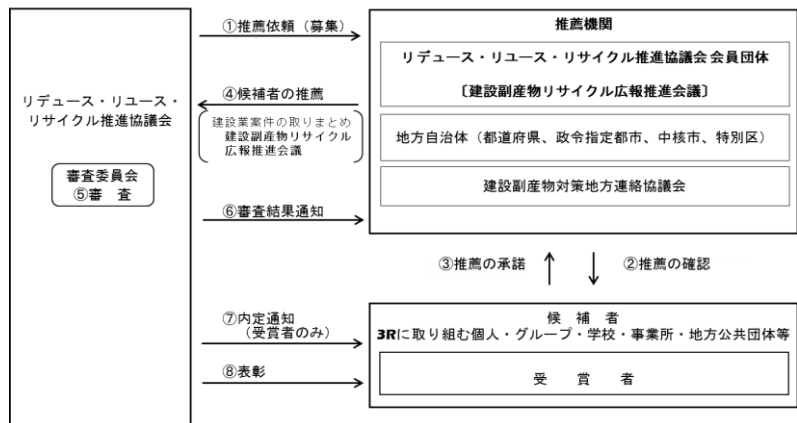 リデュース・リユース・
リサイクル推進協議会
審査委員会
⑤審　査
①推薦依頼（募集）
④候補者の推薦
建設業案件の取りまとめ
建設副産物リサイクル
広報推進会議
⑥審査結果通知
⑦内定通知
（受賞者のみ）
⑧表彰
推薦機関
リデュース・リユース・リサイクル推進協議会会員団体
〔建設副産物リサイクル広報推進会議〕
地方自治体（都道府県、政令指定都市、中核市、特別区）
建設副産物対策地方連絡協議会
③推薦の承諾
②推薦の確認
候　補　者
3Rに取り組む個人・グループ・学校・事業所・地方公共団体等
受　賞　者